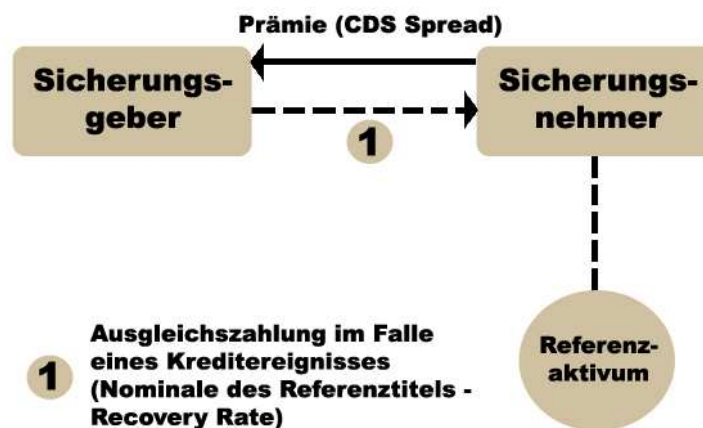 Prämie (CDS Spread)
Sicherungs-
geber
Sicherungs-
nehmer
1
1
Ausgleichszahlung im Falle
eines Kreditereignisses
(Nominale des Referenztitels -
Recovery Rate)
Referenz-
aktivum